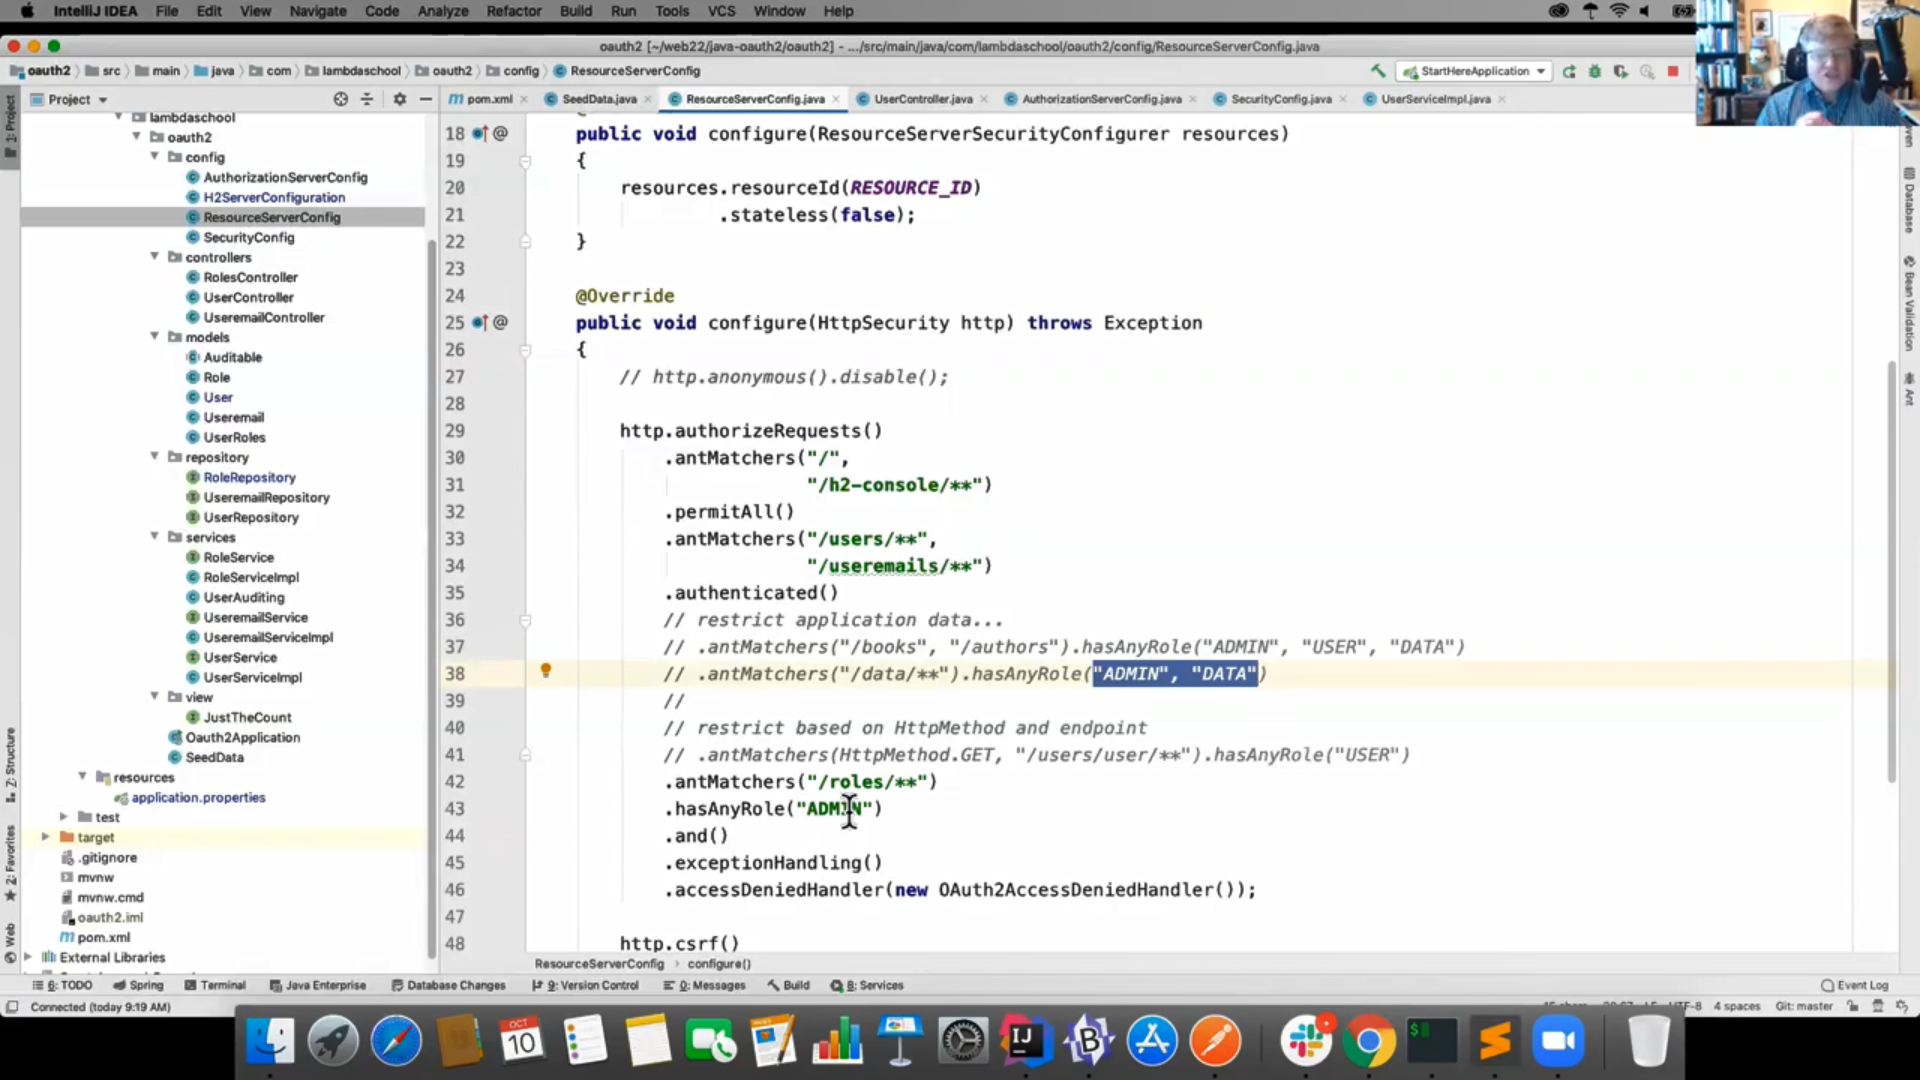 IntelliJ IDEA File Edit View Navigate Code Analyze Refactor Build Run Tools VCS Window Help
oauth2 [~/web22/java-oauth2/oauth2] - .../src/main/java/com/lambdaschool/oauth2/config/ResourceServerConfig.java
oauth2 src main java com lambdaschool oauth2 config ResourceServerConfig StartHereApplication
Project
pom.xml SeedData.java ResourceServerConfig.java UserController.java AuthorizationServerConfig.java SecurityConfig.java UserServiceImpl.java
1: Project
Z: Structure
2: Favorites
Web
lambdaschool
oauth2
config
AuthorizationServerConfig
H2ServerConfiguration
ResourceServerConfig
SecurityConfig
controllers
RolesController
UserController
UseremailController
models
Auditable
Role
User
Useremail
UserRoles
repository
RoleRepository
UseremailRepository
UserRepository
services
RoleService
RoleServiceImpl
UserAuditing
UseremailService
UseremailServiceImpl
UserService
UserServiceImpl
view
JustTheCount
Oauth2Application
SeedData
resources
application.properties
test
target
.gitignore
mvnw
mvnw.cmd
oauth2.iml
pom.xml
External Libraries
18 @ public void configure(ResourceServerSecurityConfigurer resources)
19 {
20 resources.resourceId(RESOURCE_ID)
21 .stateless(false);
22 }
23
24 @Override
25 @ public void configure(HttpSecurity http) throws Exception
26 {
27 // http.anonymous().disable();
28
29 http.authorizeRequests()
30 .antMatchers("/",
31 "/h2-console/**")
32 .permitAll()
33 .antMatchers("/users/**",
34 "/useremails/**")
35 .authenticated()
36 // restrict application data...
37 // .antMatchers("/books", "/authors").hasAnyRole("ADMIN", "USER", "DATA")
38 // .antMatchers("/data/**").hasAnyRole("ADMIN", "DATA")
39 //
40 // restrict based on HttpMethod and endpoint
41 // .antMatchers(HttpMethod.GET, "/users/user/**").hasAnyRole("USER")
42 .antMatchers("/roles/**")
43 .hasAnyRole("ADMIN")
44 .and()
45 .exceptionHandling()
46 .accessDeniedHandler(new OAuth2AccessDeniedHandler());
47
48 http.csrf()
Database
Bean Validation
Ant
ResourceServerConfig configure()
6: TODO Spring Terminal Java Enterprise Database Changes 9: Version Control 0: Messages Build 8: Services Event Log
Connected (today 9:19 AM) 4 spaces Git: master
OCT
10
IJ
B
$